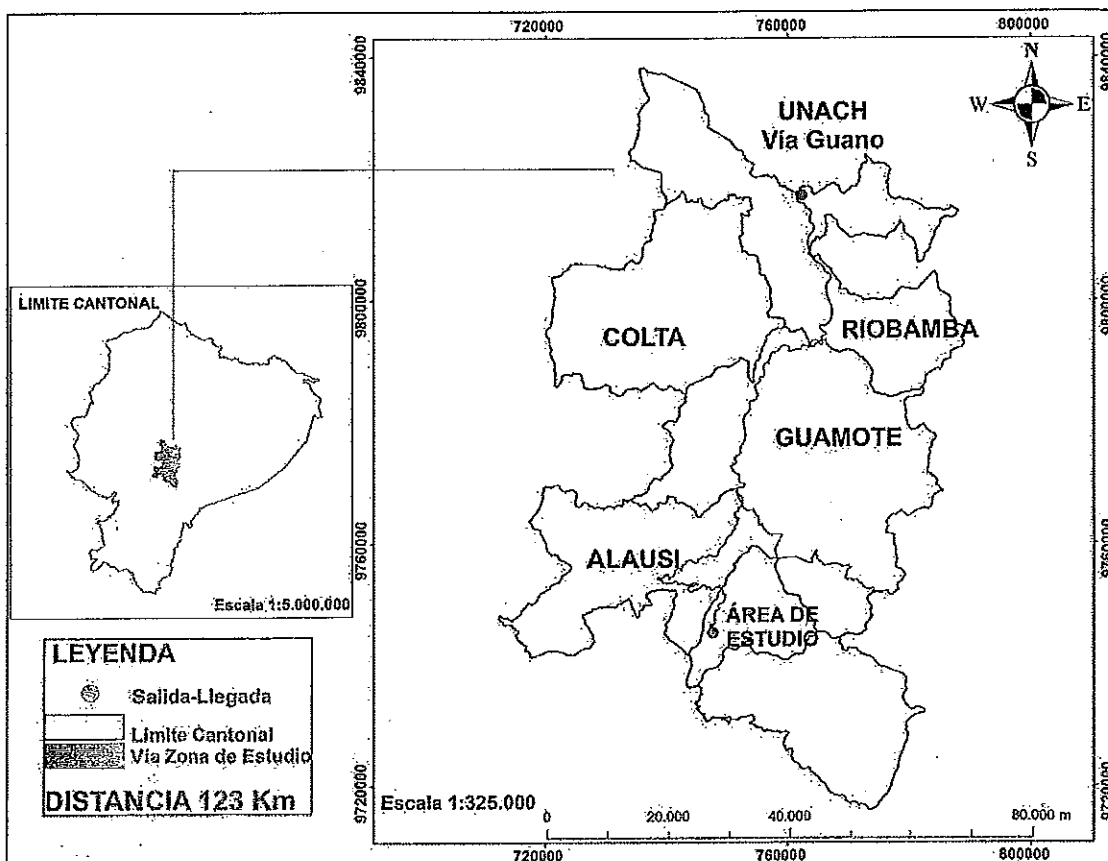 720000
760000
800000
9840000
9840000
N
W
E
S
UNACH
Vía Guano
9800000
9800000
LIMITE CANTONAL
COLTA
RIOBAMBA
GUAMOTE
9760000
9760000
ALAUSI
Escala 1:5.000.000
ÁREA DE
ESTUDIO
LEYENDA
Salida-Llegada
Límite Cantonal
Vía Zona de Estudio
DISTANCIA 123 Km
9720000
9720000
Escala 1:325.000
0
20.000
40.000
80.000 m
720000
760000
800000